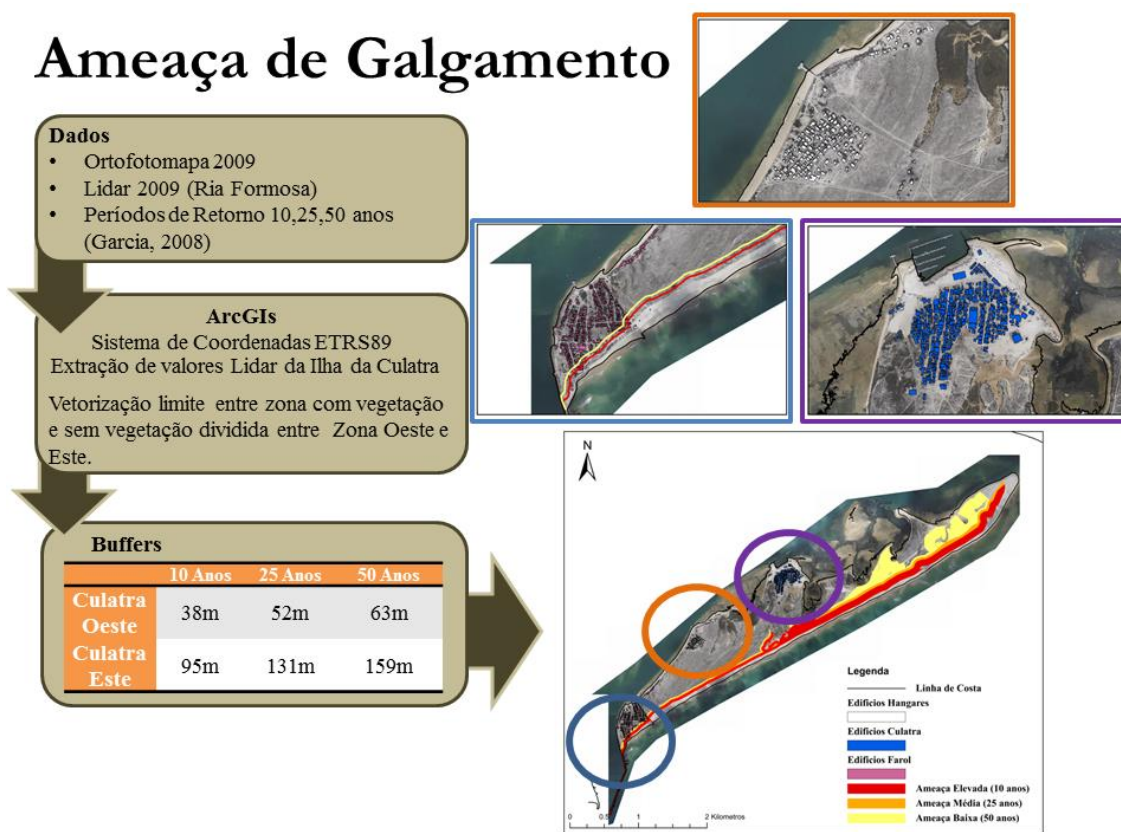 Ameaça de Galgamento
Dados
• Ortofotomapa 2009
• Lidar 2009 (Ria Formosa)
• Períodos de Retorno 10,25,50 anos
(Garcia, 2008)
ArcGIs
Sistema de Coordenadas ETRS89
Extração de valores Lidar da Ilha da Culatra
Vetorização limite entre zona com vegetação
e sem vegetação dividida entre Zona Oeste e
Este.
Buffers
10 Anos 25 Anos 50 Anos
Culatra
Oeste 38m 52m 63m
Culatra
Este 95m 131m 159m
N
Legenda
Linha de Costa
Edifícios Hangares
Edifícios Culatra
Edifícios Farol
Ameaça Elevada (10 anos)
Ameaça Média (25 anos)
Ameaça Baixa (50 anos)
0 0.5 1 2 Kilometros